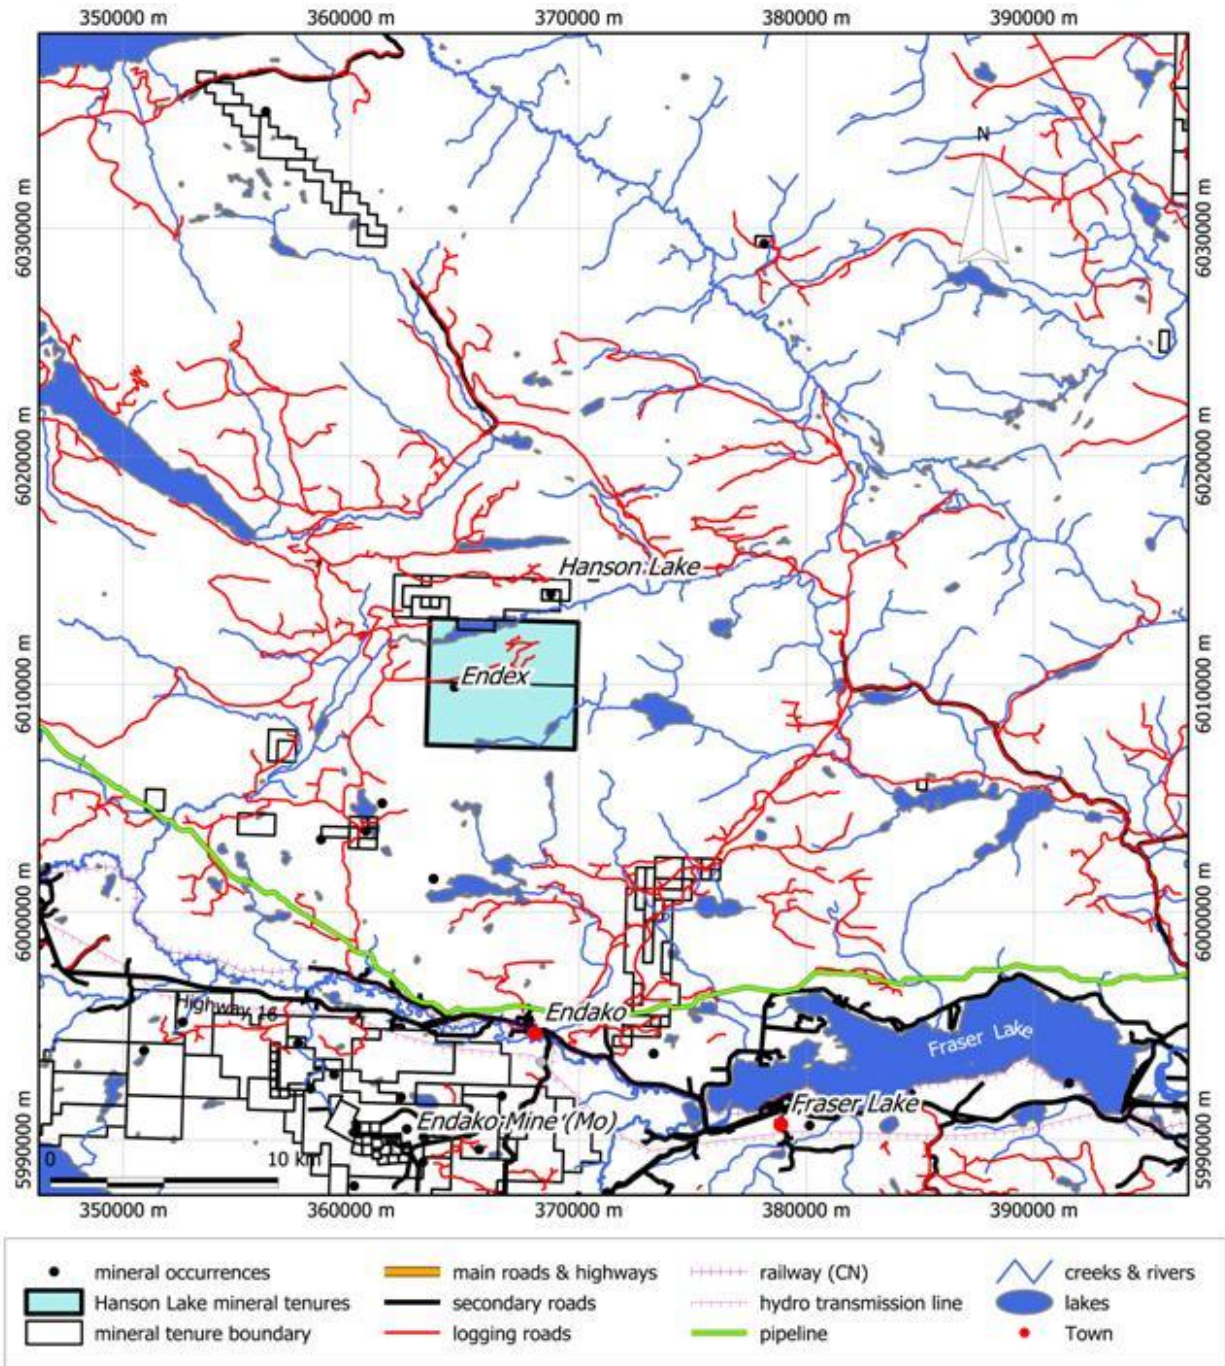 350000 m 360000 m 370000 m 380000 m 390000 m
N
6030000 m 6030000 m
6020000 m 6020000 m
Hanson Lake
Endex
6010000 m 6010000 m
6000000 m 6000000 m
Highway 16
Endako
Fraser Lake
Fraser Lake
Endako Mine (Mo)
5990000 m 5990000 m
0 10 km
350000 m 360000 m 370000 m 380000 m 390000 m
mineral occurrences main roads & highways railway (CN) creeks & rivers
Hanson Lake mineral tenures secondary roads hydro transmission line lakes
mineral tenure boundary logging roads pipeline Town